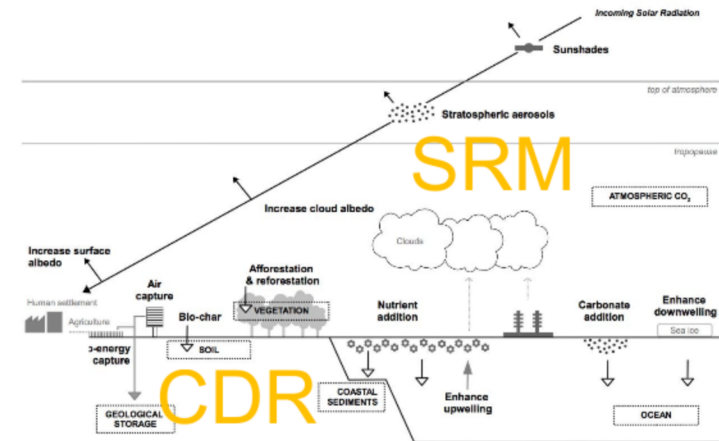 Incoming Solar Radiation
Sunshades
top of atmosphere
Stratospheric aerosols
tropopause
SRM
ATMOSPHERIC CO₂
Increase cloud albedo
Clouds
Increase surface
albedo
Human settlement
Agriculture
Air
capture
Bio-char
Afforestation
& reforestation
VEGETATION
Nutrient
addition
Carbonate
addition
Enhance
downwelling
Sea ice
ɔ-energy
capture
SOIL
CDR
GEOLOGICAL
STORAGE
COASTAL
SEDIMENTS
Enhance
upwelling
OCEAN